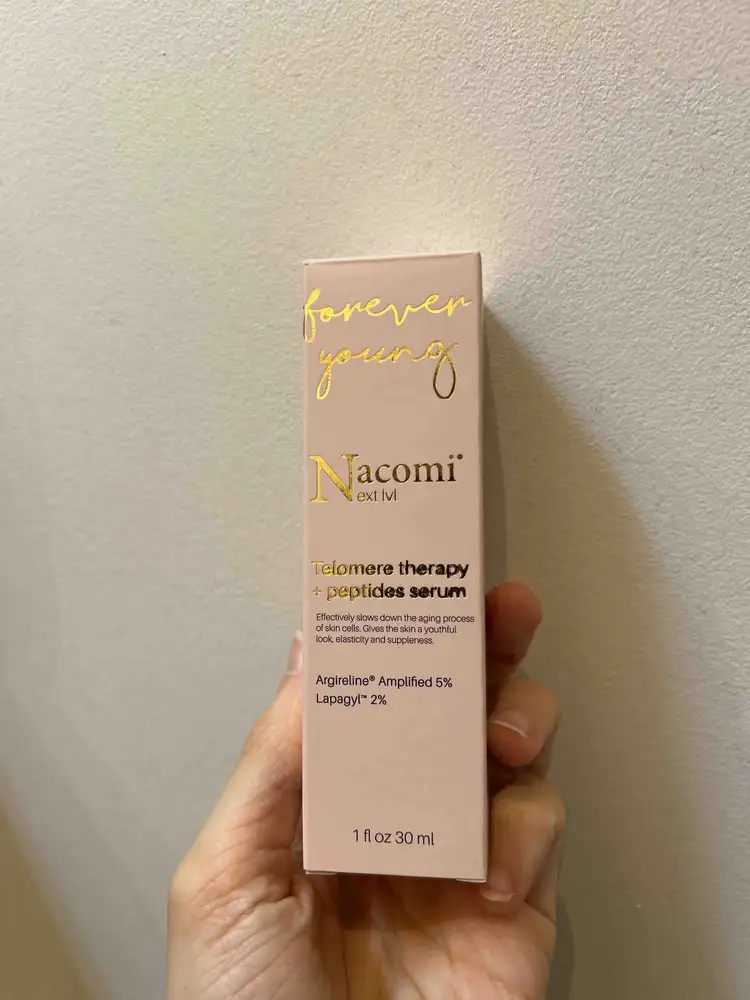 forever
young
Nacomï
ext lvl
Telomere therapy
+ peptides serum
Effectively slows down the aging process
of skin cells. Gives the skin a youthful
look, elasticity and suppleness.
Argireline® Amplified 5%
Lapagyl™ 2%
1 fl oz 30 ml